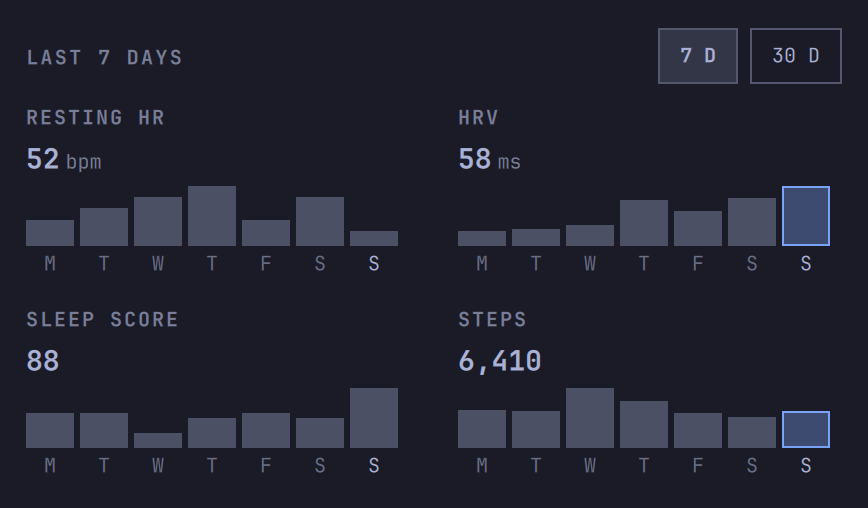 LAST 7 DAYS
7 D
30 D
RESTING HR
52 bpm
M T W T F S S
HRV
58 ms
M T W T F S S
SLEEP SCORE
88
M T W T F S S
STEPS
6,410
M T W T F S S